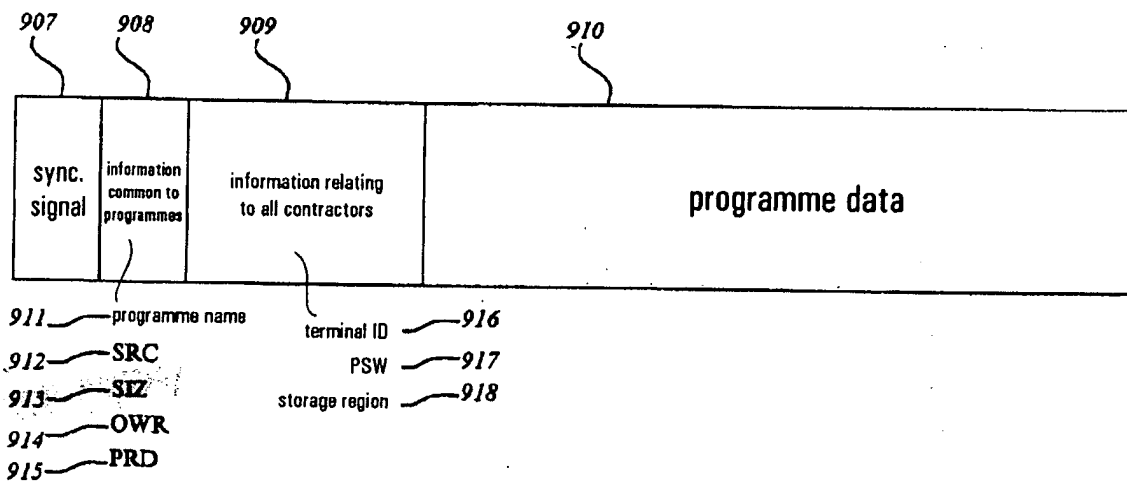 907 908 909 910
sync. signal
information common to programmes
information relating to all contractors
programme data
911 programme name
912 SRC
913 SIZ
914 OWR
915 PRD
terminal ID 916
PSW 917
storage region 918